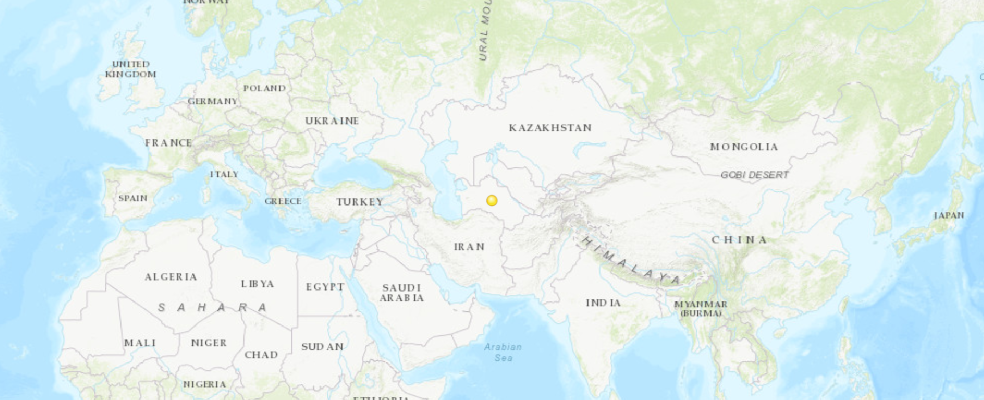 NORWAY
URAL MOU
UNITED
KINGDOM
POLAND
GERMANY
UKRAINE
KAZAKHSTAN
FRANCE
MONGOLIA
ITALY
GOBI DESERT
SPAIN
GREECE
TURKEY
JAPAN
IRAN
CHINA
HIMALAYA
ALGERIA
LIBYA
EGYPT
SAUDI
ARABIA
SAHARA
INDIA
MYANMAR
(BURMA)
MALI
NIGER
CHAD
SUDAN
Arabian
Sea
NIGERIA
ETHIOPIA